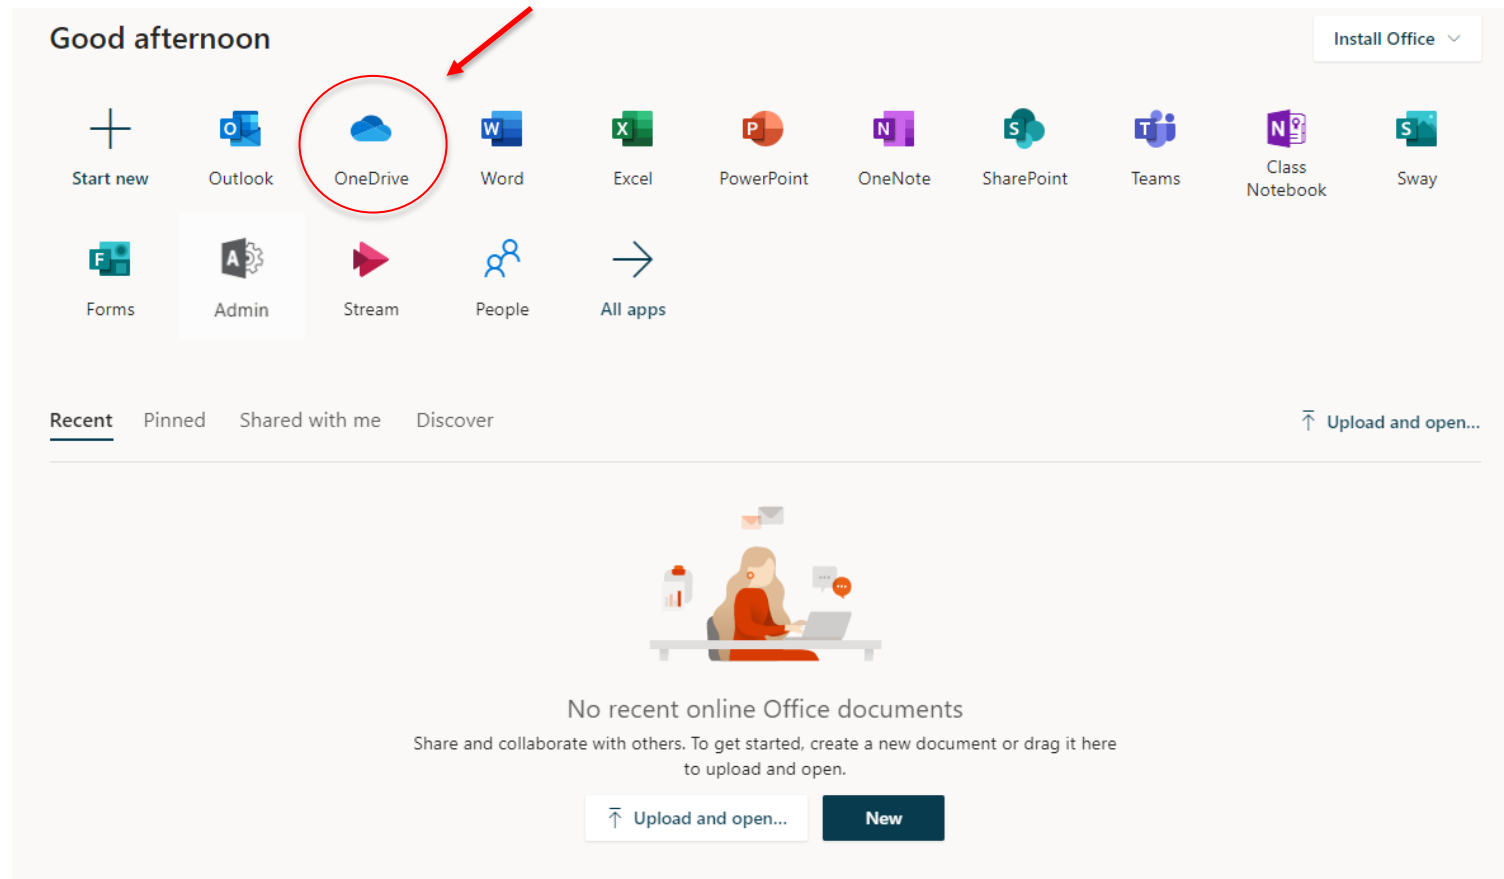 Good afternoon
Install Office
Start new
Outlook
OneDrive
Word
Excel
PowerPoint
OneNote
SharePoint
Teams
Class
Notebook
Sway
Forms
Admin
Stream
People
All apps
Recent Pinned Shared with me Discover
Upload and open...
No recent online Office documents
Share and collaborate with others. To get started, create a new document or drag it here
to upload and open.
Upload and open...
New